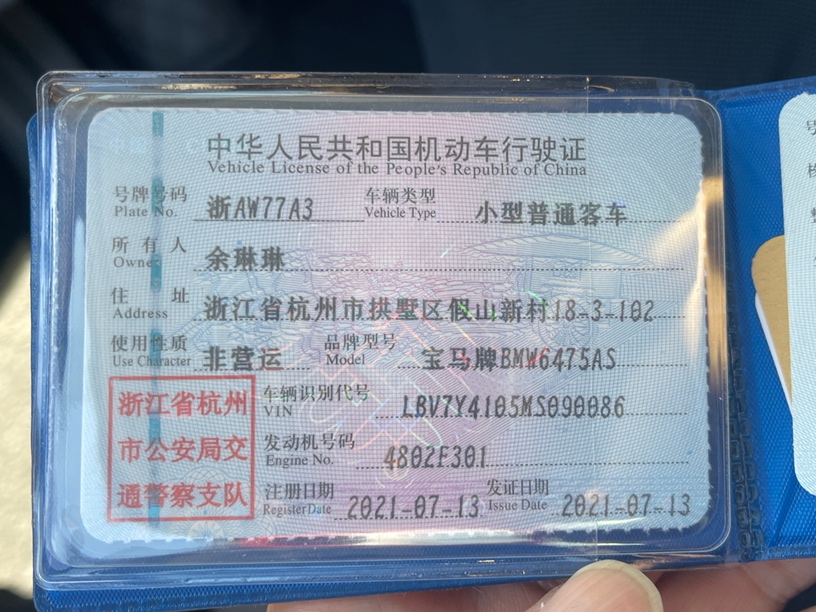 中华人民共和国机动车行驶证
Vehicle License of the People's Republic of China
号牌号码 浙AW77A3 车辆类型 小型普通客车
Plate No. Vehicle Type
所有人 余琳琳
Owner
住址 浙江省杭州市拱墅区假山新村18-3-102
Address
使用性质 非营运 品牌型号 宝马牌BMW6475AS
Use Character Model
浙江省杭州 车辆识别代号 LBV7Y4105MS090086
VIN
市公安局交 发动机号码 4802F301
Engine No.
通警察支队 注册日期 2021-07-13 发证日期 2021-07-13
Register Date Issue Date
号